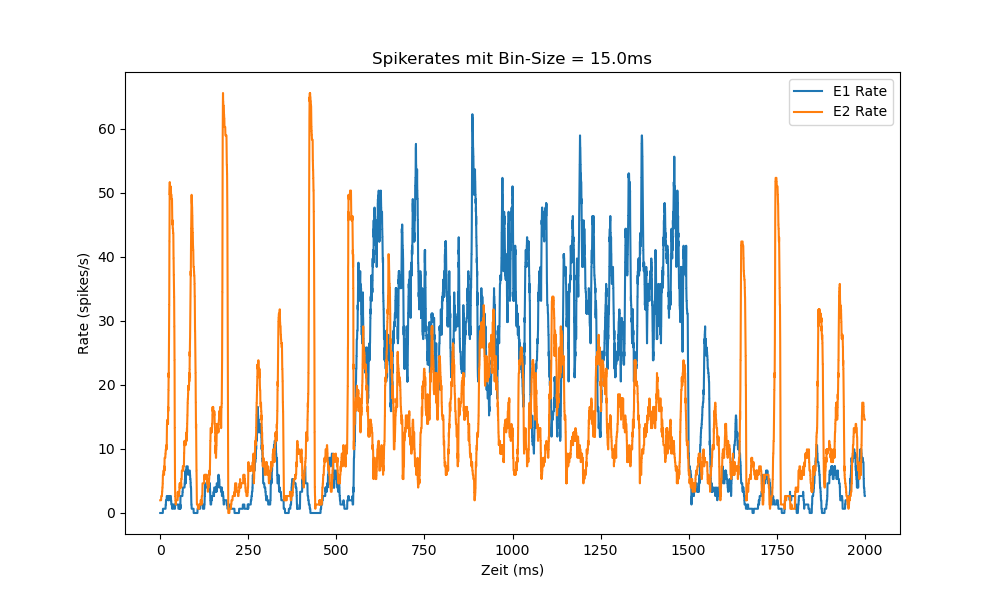 Spikerates mit Bin-Size = 15.0ms
E1 Rate
E2 Rate
Rate (spikes/s)
60
50
40
30
20
10
0
0 250 500 750 1000 1250 1500 1750 2000
Zeit (ms)